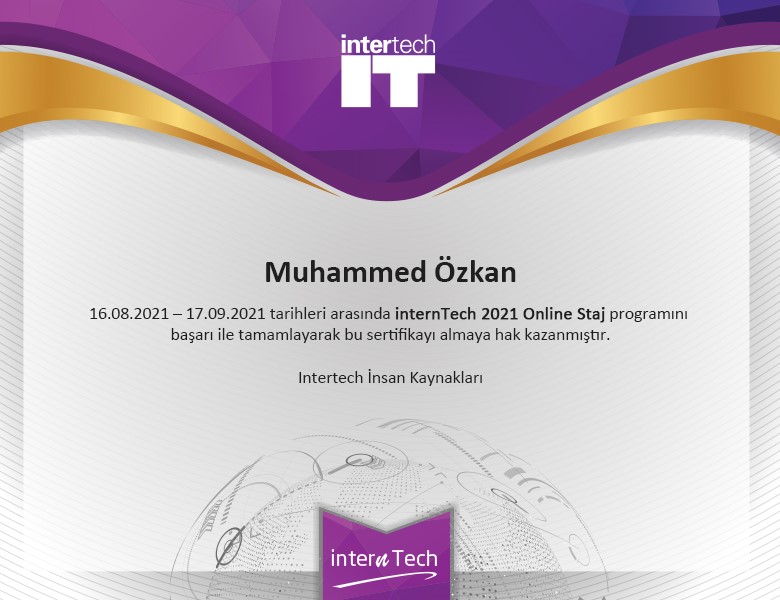 intertech
IT
Muhammed Özkan
16.08.2021 – 17.09.2021 tarihleri arasında internTech 2021 Online Staj programını
başarı ile tamamlayarak bu sertifikayı almaya hak kazanmıştır.
Intertech İnsan Kaynakları
internTech